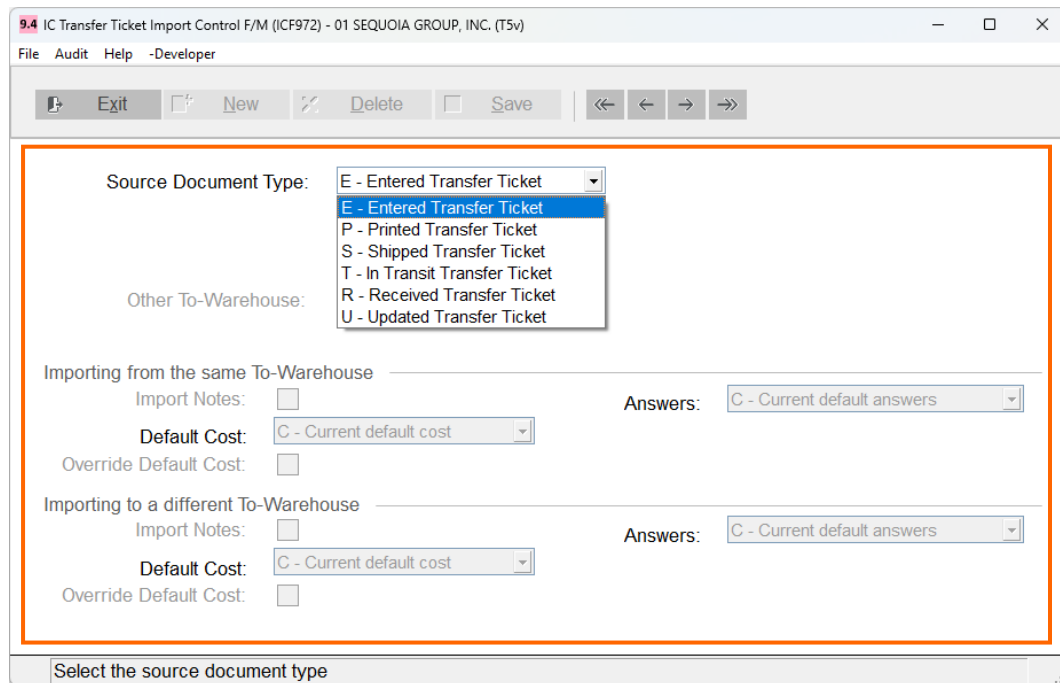 9.4 IC Transfer Ticket Import Control F/M (ICF972) - 01 SEQUOIA GROUP, INC. (T5v)
File Audit Help -Developer
Exit New Delete Save
Source Document Type: E - Entered Transfer Ticket
E - Entered Transfer Ticket
P - Printed Transfer Ticket
S - Shipped Transfer Ticket
T - In Transit Transfer Ticket
Other To-Warehouse: R - Received Transfer Ticket
U - Updated Transfer Ticket
Importing from the same To-Warehouse
Import Notes: Answers: C - Current default answers
Default Cost: C - Current default cost
Override Default Cost:
Importing to a different To-Warehouse
Import Notes: Answers: C - Current default answers
Default Cost: C - Current default cost
Override Default Cost:
Select the source document type